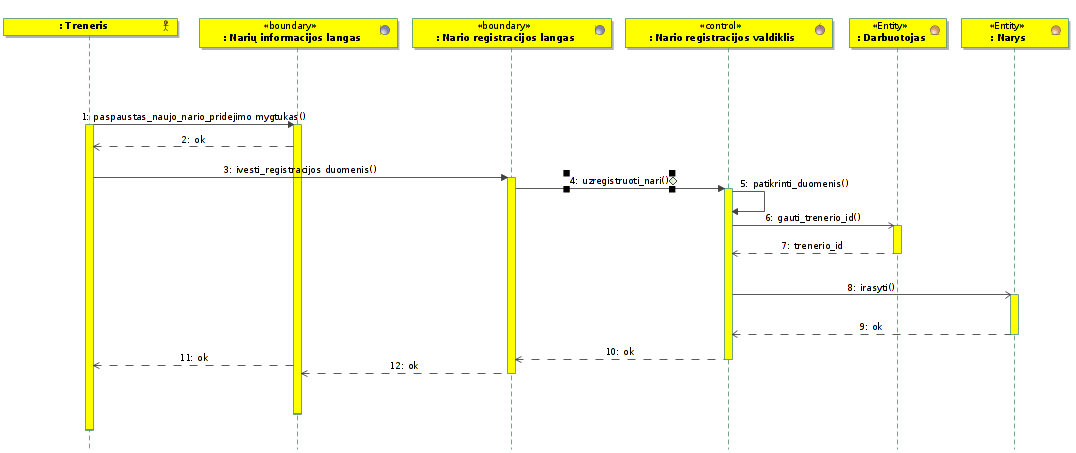 : Treneris
«boundary»
: Narių informacijos langas
«boundary»
: Nario registracijos langas
«control»
: Nario registracijos valdiklis
«Entity»
: Darbuotojas
«Entity»
: Narys
1: paspaustas_naujo_nario_pridejimo mygtukas()
2: ok
3: ivesti_registracijos duomenis()
4: uzregistruoti_nari()
5: patikrinti_duomenis()
6: gauti_trenerio_id()
7: trenerio_id
8: irasyti()
9: ok
10: ok
11: ok
12: ok